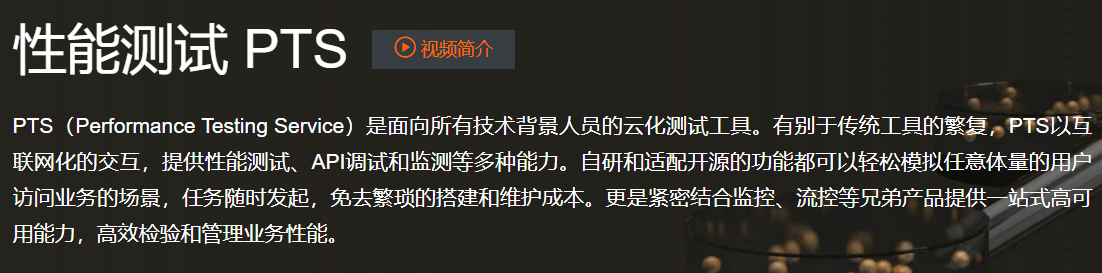 性能测试 PTS
视频简介
PTS（Performance Testing Service）是面向所有技术背景人员的云化测试工具。有别于传统工具的繁复，PTS以互
联网化的交互，提供性能测试、API调试和监测等多种能力。自研和适配开源的功能都可以轻松模拟任意体量的用户
访问业务的场景，任务随时发起，免去繁琐的搭建和维护成本。更是紧密结合监控、流控等兄弟产品提供一站式高可
用能力，高效检验和管理业务性能。